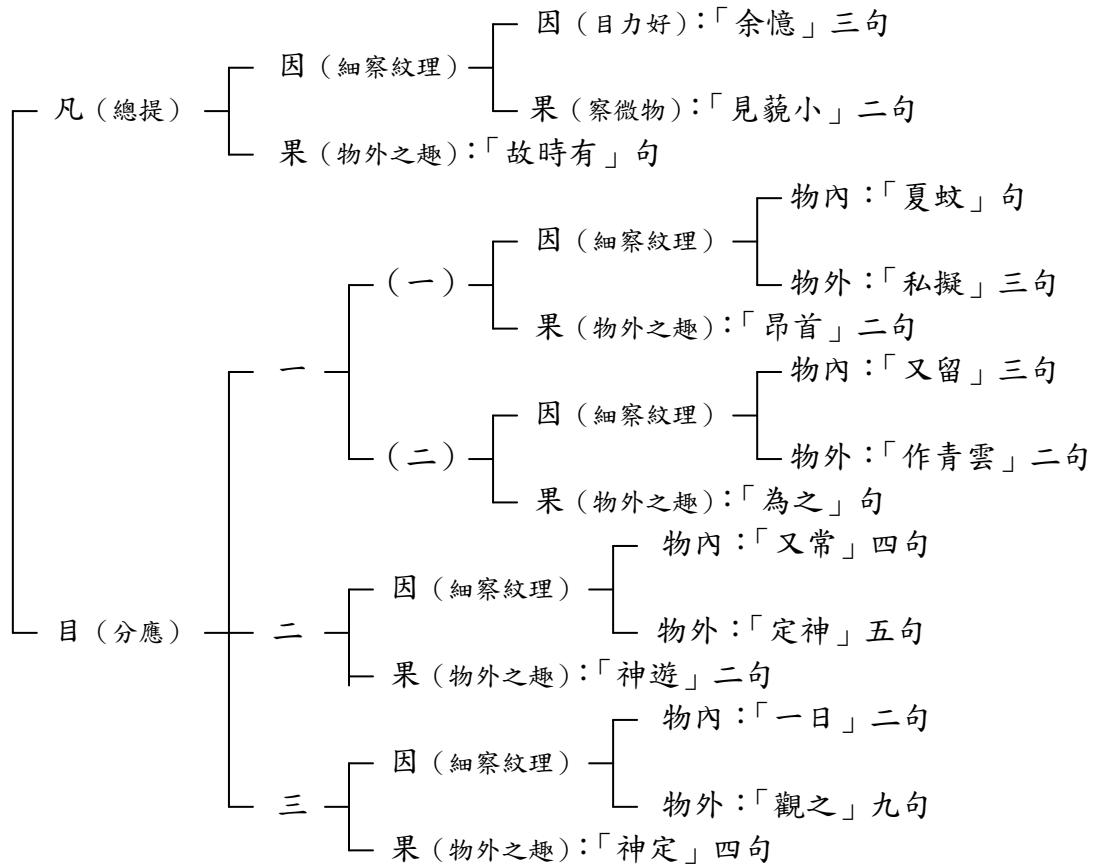 因（目力好）：「余憶」三句
因（細察紋理）
凡（總提）
果（察微物）：「見藐小」二句
果（物外之趣）：「故時有」句
物內：「夏蚊」句
因（細察紋理）
（一）
物外：「私擬」三句
果（物外之趣）：「昂首」二句
一
物內：「又留」三句
因（細察紋理）
（二）
物外：「作青雲」二句
果（物外之趣）：「為之」句
物內：「又常」四句
因（細察紋理）
目（分應）
二
物外：「定神」五句
果（物外之趣）：「神遊」二句
物內：「一日」二句
因（細察紋理）
三
物外：「觀之」九句
果（物外之趣）：「神定」四句